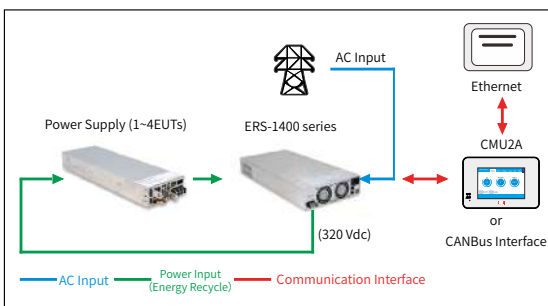 AC Input
Ethernet
Power Supply (1~4EUTs)
ERS-1400 series
CMU2A
(320 Vdc)
or
CANBus Interface
AC Input
Power Input
(Energy Recycle)
Communication Interface